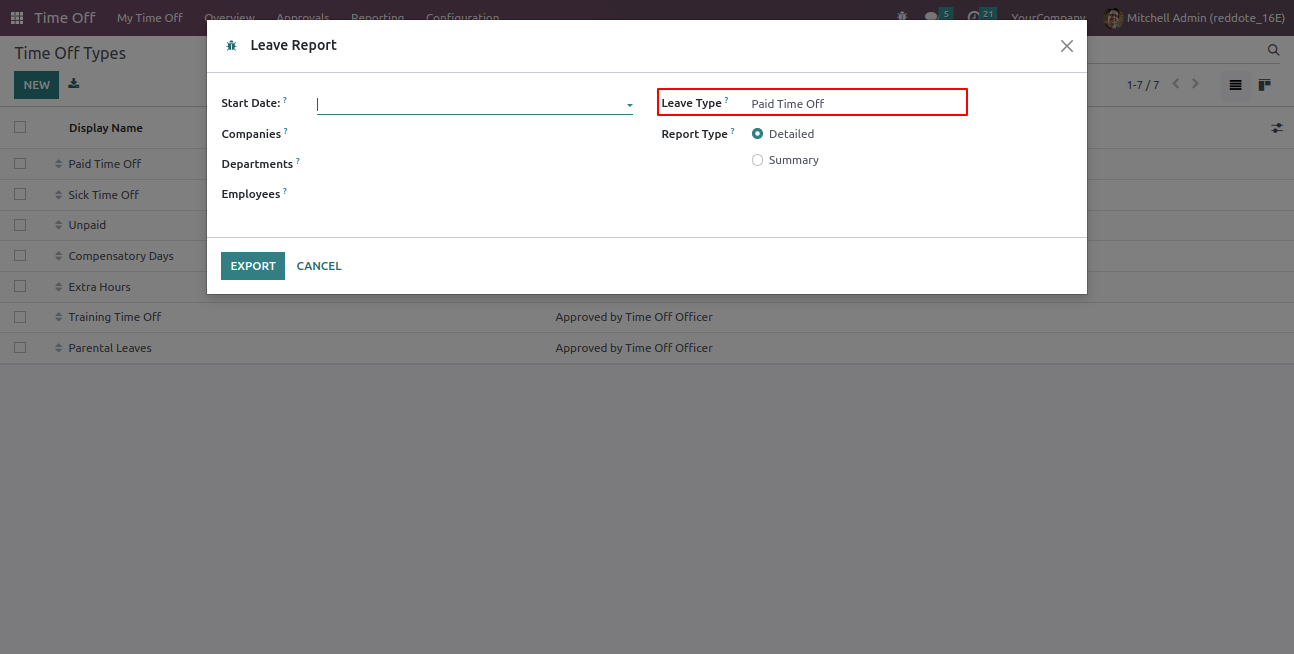 Time Off My Time Off Overview Approvals Reporting Configuration 5 21 YourCompany Mitchell Admin (reddote_16E)
Leave Report
Time Off Types
NEW
1-7 / 7
Start Date: ?
Leave Type ? Paid Time Off
Companies ?
Report Type ? Detailed
Summary
Departments ?
Employees ?
EXPORT CANCEL
Display Name
Paid Time Off
Sick Time Off
Unpaid
Compensatory Days
Extra Hours
Training Time Off Approved by Time Off Officer
Parental Leaves Approved by Time Off Officer